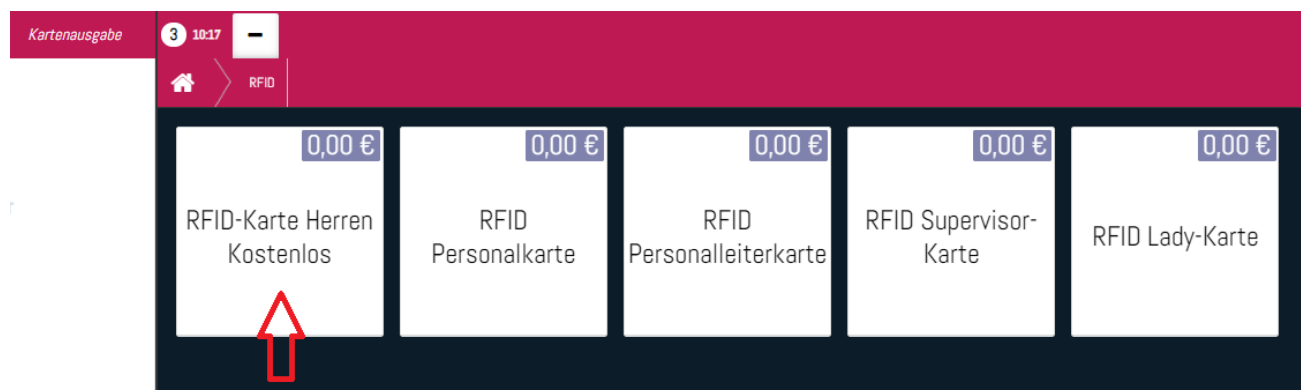 Kartenausgabe
3 10:17 –
RFID
0,00 €
RFID-Karte Herren
Kostenlos
0,00 €
RFID
Personalkarte
0,00 €
RFID
Personalleiterkarte
0,00 €
RFID Supervisor-
Karte
0,00 €
RFID Lady-Karte